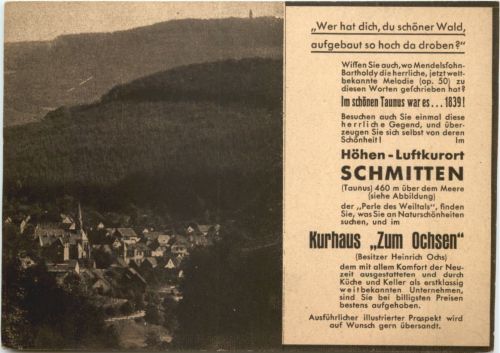 „Wer hat dich, du schöner Wald,
aufgebaut so hoch da droben?"
Wissen Sie auch, wo Mendelssohn-
Bartholdy die herrliche, jetzt welt-
bekannte Melodie (op. 50) zu
diesen Worten geschrieben hat?
Im schönen Taunus war es ... 1839!
Besuchen auch Sie einmal diese
herrliche Gegend, und über-
zeugen Sie sich selbst von deren
Schönheit! Im
Höhen-Luftkurort
SCHMITTEN
(Taunus) 460 m über dem Meere
(siehe Abbildung)
der „Perle des Weiltals", finden
Sie, was Sie an Naturschönheiten
suchen, und im
Kurhaus „Zum Ochsen"
(Besitzer Heinrich Ochs)
dem mit allem Komfort der Neu-
zeit ausgestatteten und durch
Küche und Keller als erstklassig
weitbekannten Unternehmen,
sind Sie bei billigsten Preisen
bestens aufgehoben.
Ausführlicher illustrierter Prospekt wird
auf Wunsch gern übersandt.